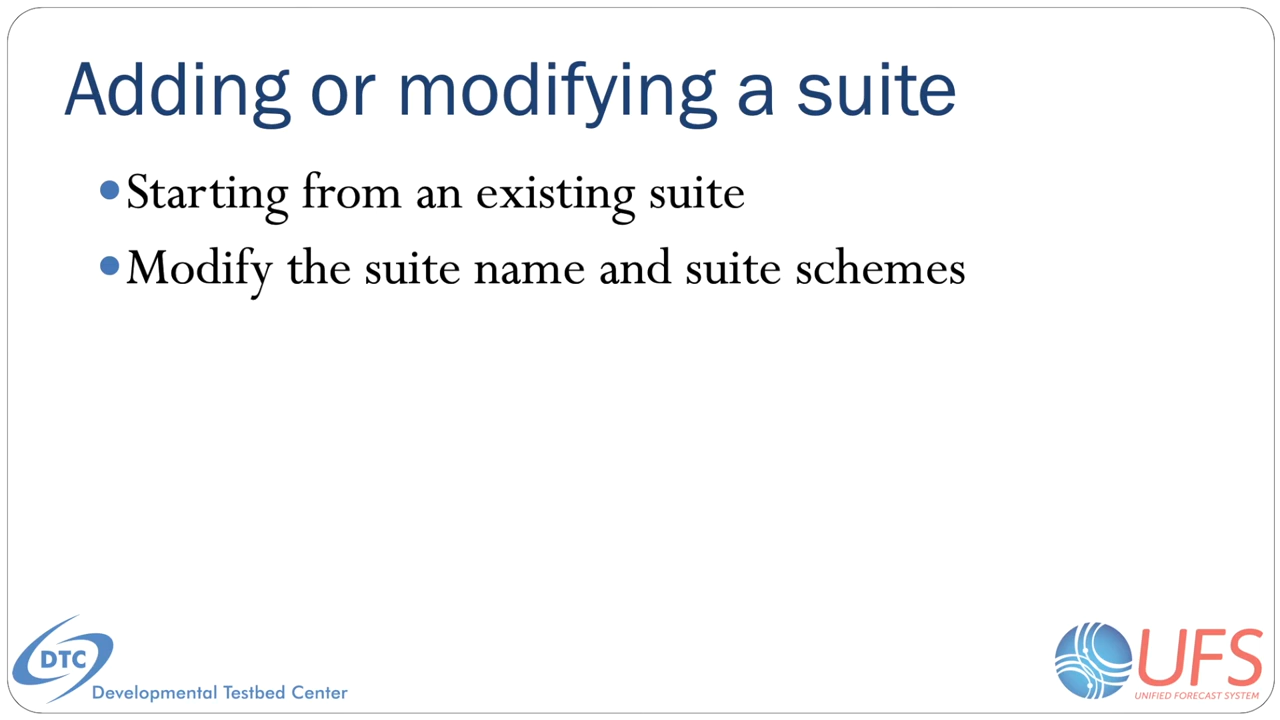 Adding or modifying a suite
Starting from an existing suite
Modify the suite name and suite schemes
DTC
Developmental Testbed Center
UFS
UNIFIED FORECAST SYSTEM